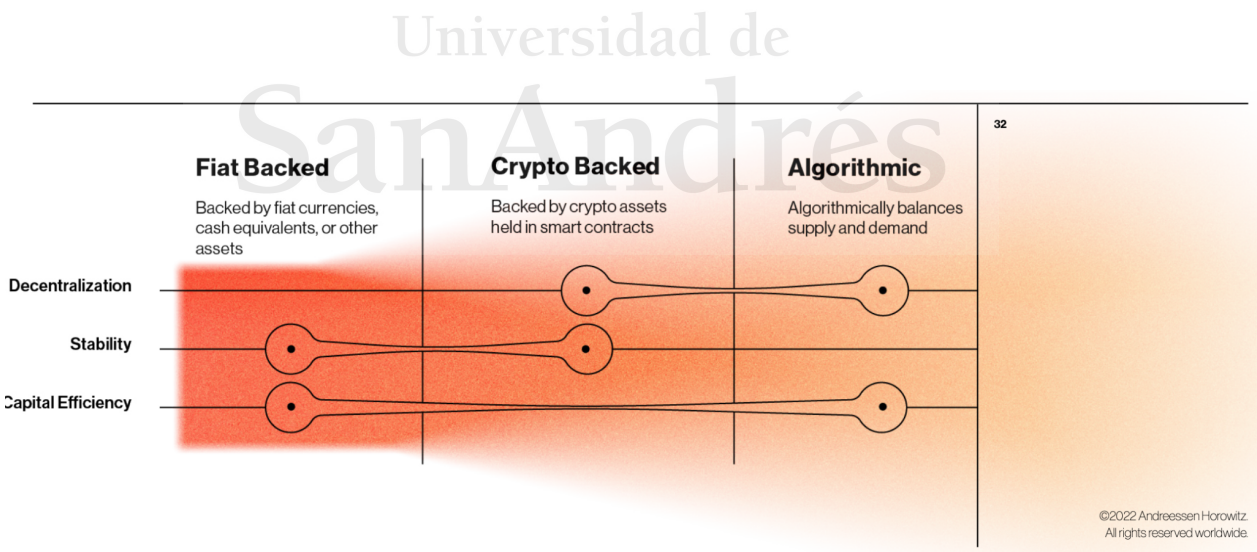 Universidad de
SanAndrés
32
Fiat Backed
Backed by fiat currencies,
cash equivalents, or other
assets
Crypto Backed
Backed by crypto assets
held in smart contracts
Algorithmic
Algorithmically balances
supply and demand
Decentralization
Stability
Capital Efficiency
©2022 Andreessen Horowitz.
All rights reserved worldwide.